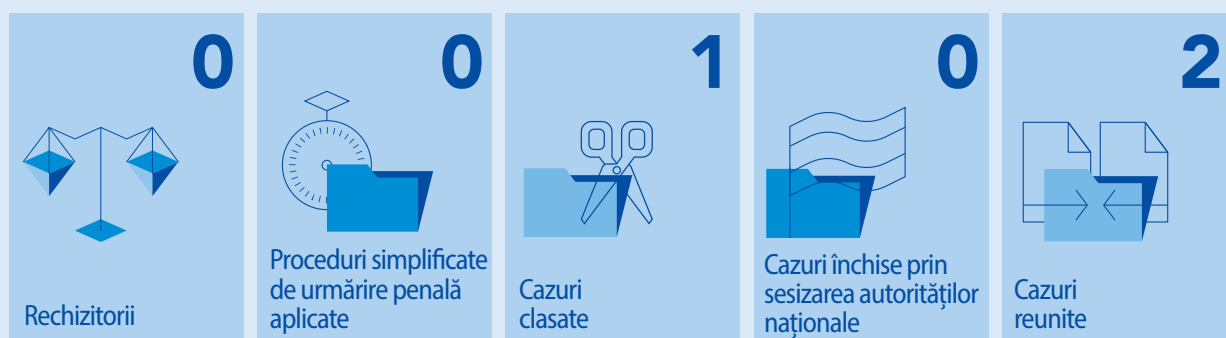 0
Rechizitorii
0
Proceduri simplificate
de urmărire penală
aplicate
1
Cazuri
clasate
0
Cazuri închise prin
sesizarea autorităților
naționale
2
Cazuri
reunite